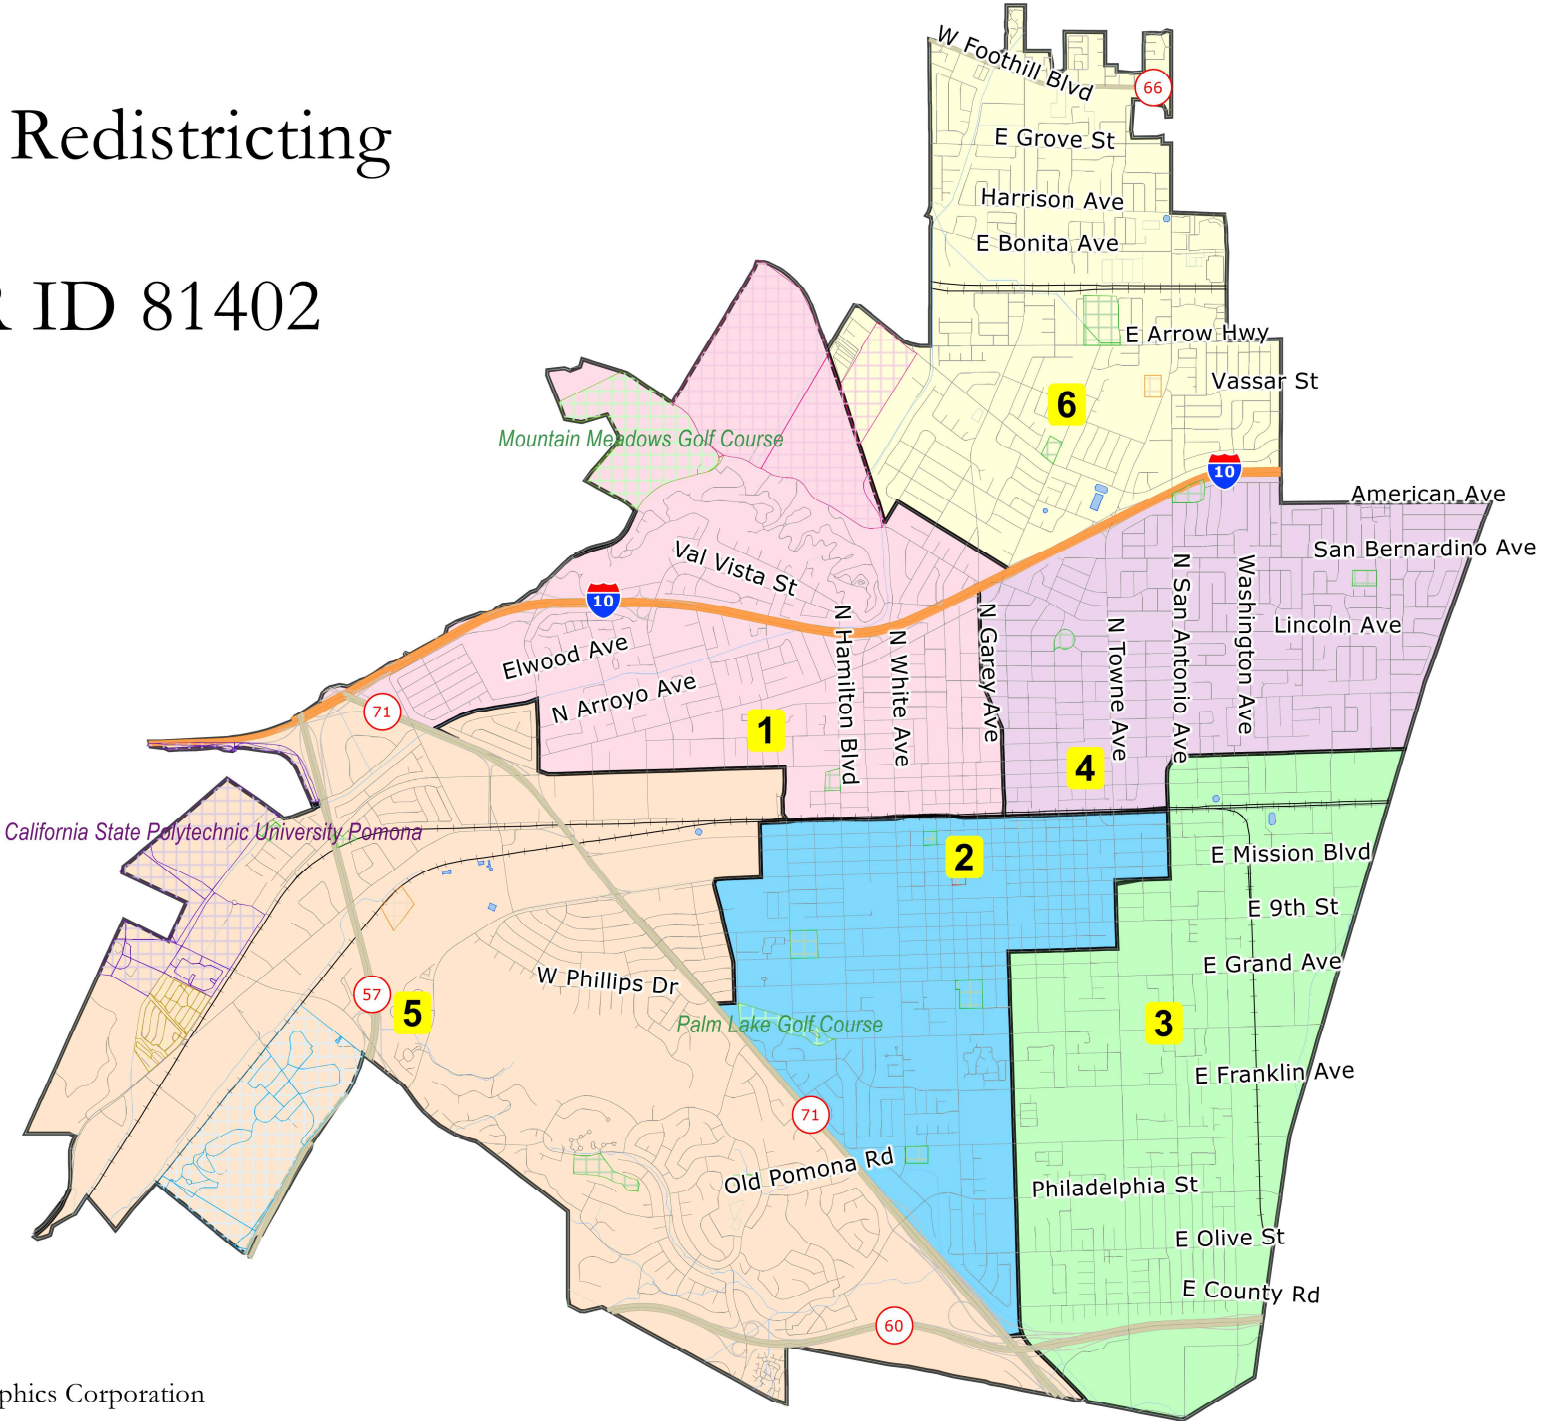 Redistricting
R ID 81402
W Foothill Blvd
66
E Grove St
Harrison Ave
E Bonita Ave
E Arrow Hwy
Vassar St
6
Mountain Meadows Golf Course
10
American Ave
San Bernardino Ave
Val Vista St
10
N Hamilton Blvd
N White Ave
N Garey Ave
N Towne Ave
N San Antonio Ave
Washington Ave
Lincoln Ave
Elwood Ave
N Arroyo Ave
71
1
4
California State Polytechnic University Pomona
2
E Mission Blvd
E 9th St
E Grand Ave
W Phillips Dr
57
5
Palm Lake Golf Course
3
E Franklin Ave
71
Old Pomona Rd
Philadelphia St
E Olive St
E County Rd
60
phics Corporation